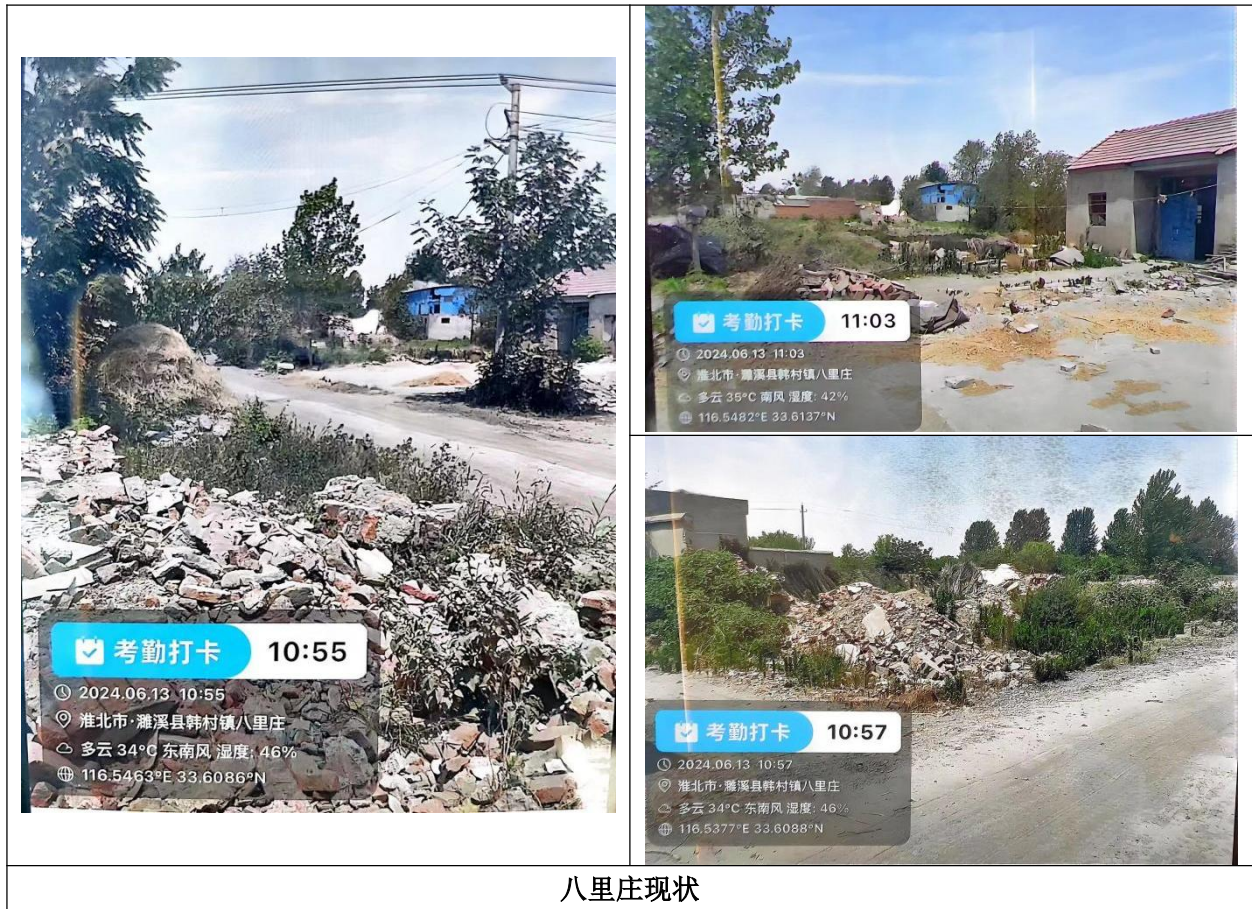 考勤打卡 10:55
2024.06.13 10:55
淮北市·濉溪县韩村镇八里庄
多云 34°C 东南风 湿度: 46%
116.5463°E 33.6086°N
考勤打卡 11:03
2024.06.13 11:03
淮北市·濉溪县韩村镇八里庄
多云 35°C 南风 湿度: 42%
116.5482°E 33.6137°N
考勤打卡 10:57
2024.06.13 10:57
淮北市·濉溪县韩村镇八里庄
多云 34°C 东南风 湿度: 46%
116.5377°E 33.6088°N
八里庄现状